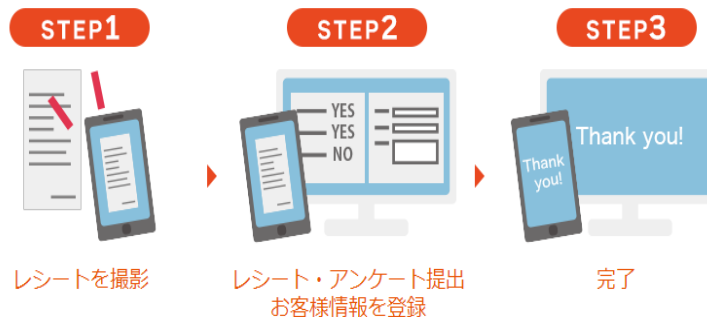 STEP1
STEP2
STEP3
YES
YES
NO
Thank you!
Thank
you!
レシートを撮影
レシート・アンケート提出
お客様情報を登録
完了